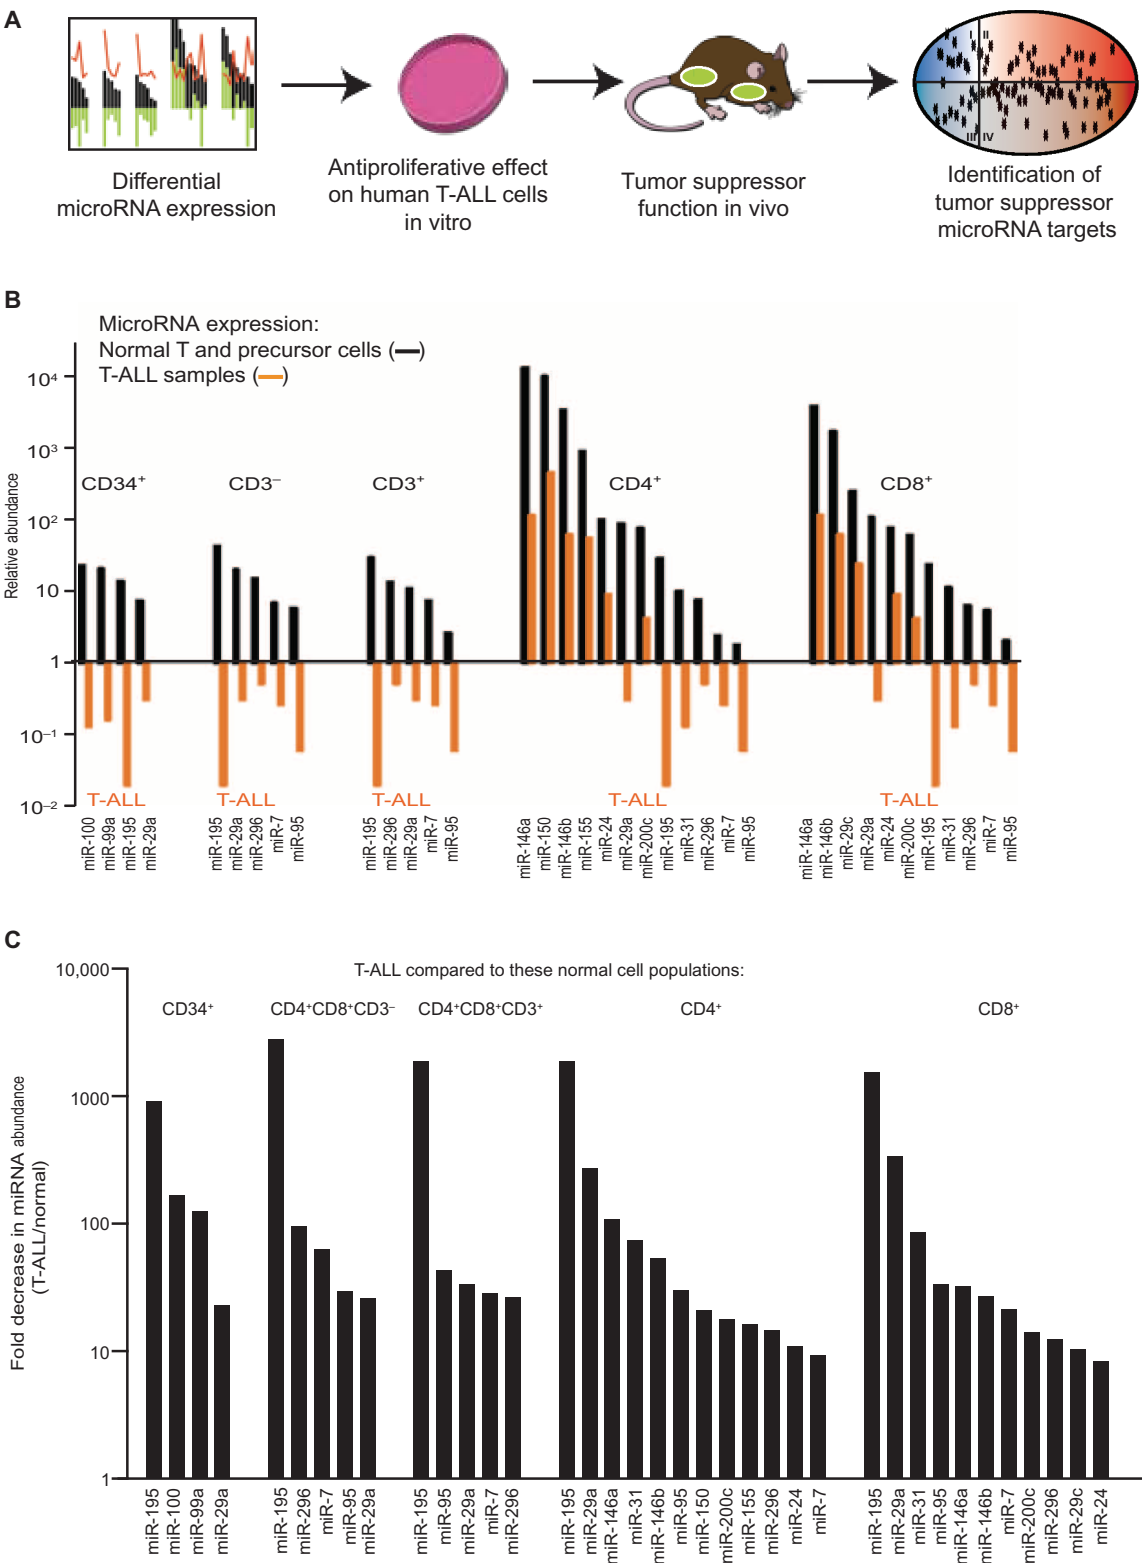 A
I
II
III
IV
Differential
microRNA expression
Antiproliferative effect
on human T-ALL cells
in vitro
Tumor suppressor
function in vivo
Identification of
tumor suppressor
microRNA targets
B
MicroRNA expression:
Normal T and precursor cells (—)
T-ALL samples (—)
Relative abundance
10⁴
10³
10²
10
1
10⁻¹
10⁻²
CD34⁺
CD3⁻
CD3⁺
CD4⁺
CD8⁺
T-ALL
T-ALL
T-ALL
T-ALL
T-ALL
miR-100
miR-99a
miR-195
miR-29a
miR-195
miR-29a
miR-296
miR-7
miR-95
miR-195
miR-296
miR-29a
miR-7
miR-95
miR-146a
miR-150
miR-146b
miR-155
miR-24
miR-29a
miR-200c
miR-195
miR-31
miR-296
miR-7
miR-95
miR-146a
miR-146b
miR-29c
miR-29a
miR-24
miR-200c
miR-195
miR-31
miR-296
miR-7
miR-95
C
T-ALL compared to these normal cell populations:
CD34⁺
CD4⁺CD8⁺CD3⁻
CD4⁺CD8⁺CD3⁺
CD4⁺
CD8⁺
Fold decrease in miRNA abundance
(T-ALL/normal)
10,000
1000
100
10
1
miR-195
miR-100
miR-99a
miR-29a
miR-195
miR-296
miR-7
miR-95
miR-29a
miR-195
miR-95
miR-29a
miR-7
miR-296
miR-195
miR-29a
miR-146a
miR-31
miR-146b
miR-95
miR-150
miR-200c
miR-155
miR-296
miR-24
miR-7
miR-195
miR-29a
miR-31
miR-95
miR-146a
miR-146b
miR-7
miR-200c
miR-296
miR-29c
miR-24